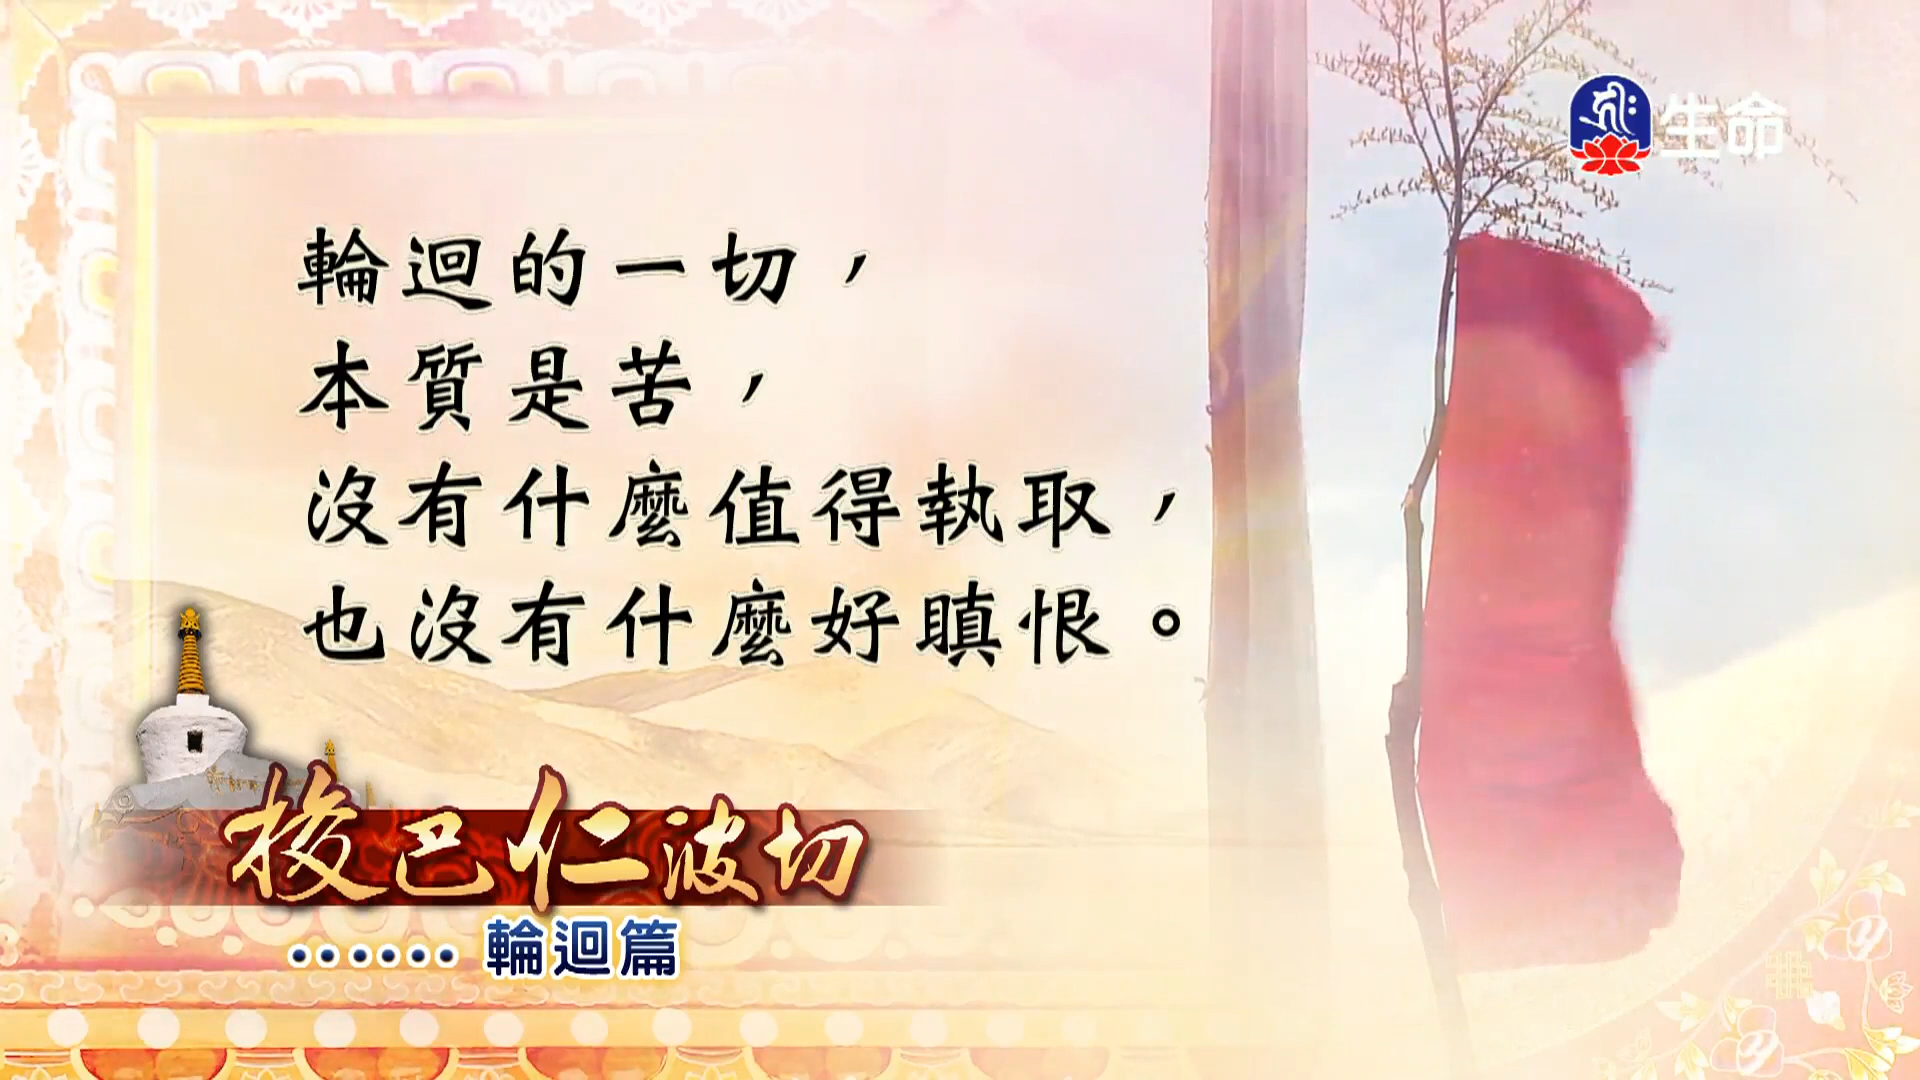 生命
輪迴的一切，
本質是苦，
沒有什麼值得執取，
也沒有什麼好瞋恨。
梭巴仁波切
……輪迴篇